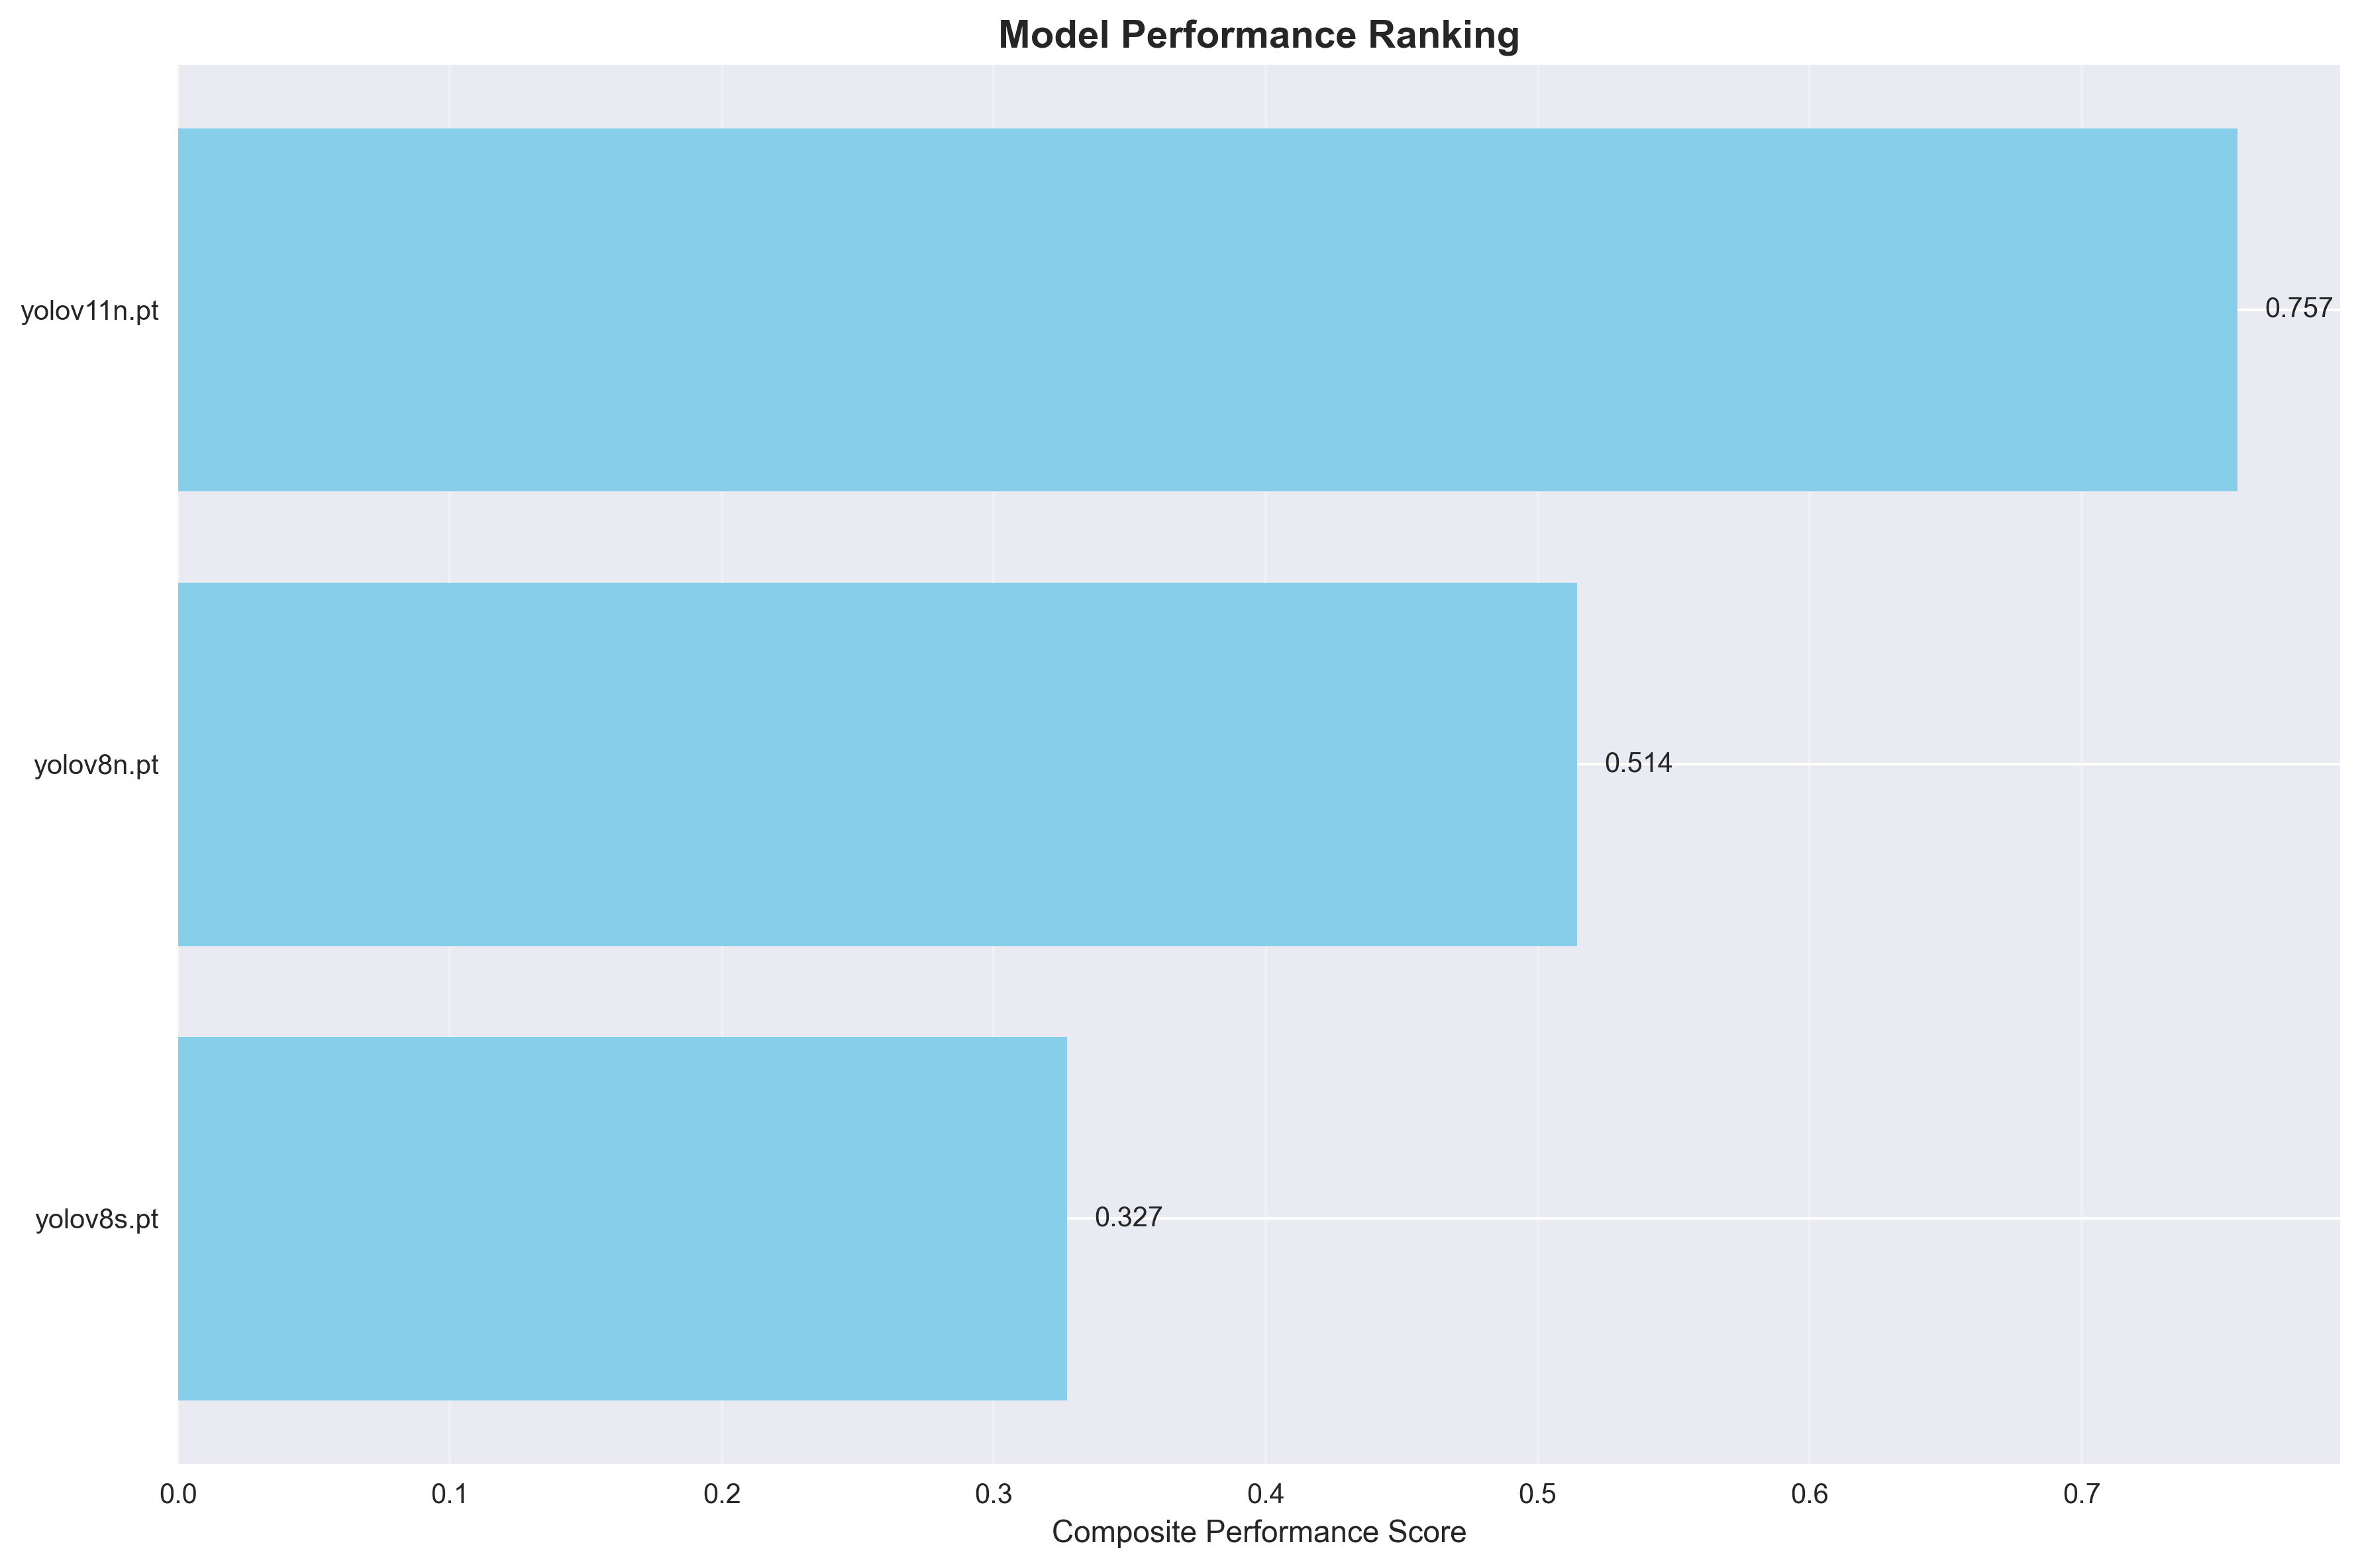 Model Performance Ranking
yolov11n.pt
0.757
yolov8n.pt
0.514
yolov8s.pt
0.327
0.0 0.1 0.2 0.3 0.4 0.5 0.6 0.7
Composite Performance Score